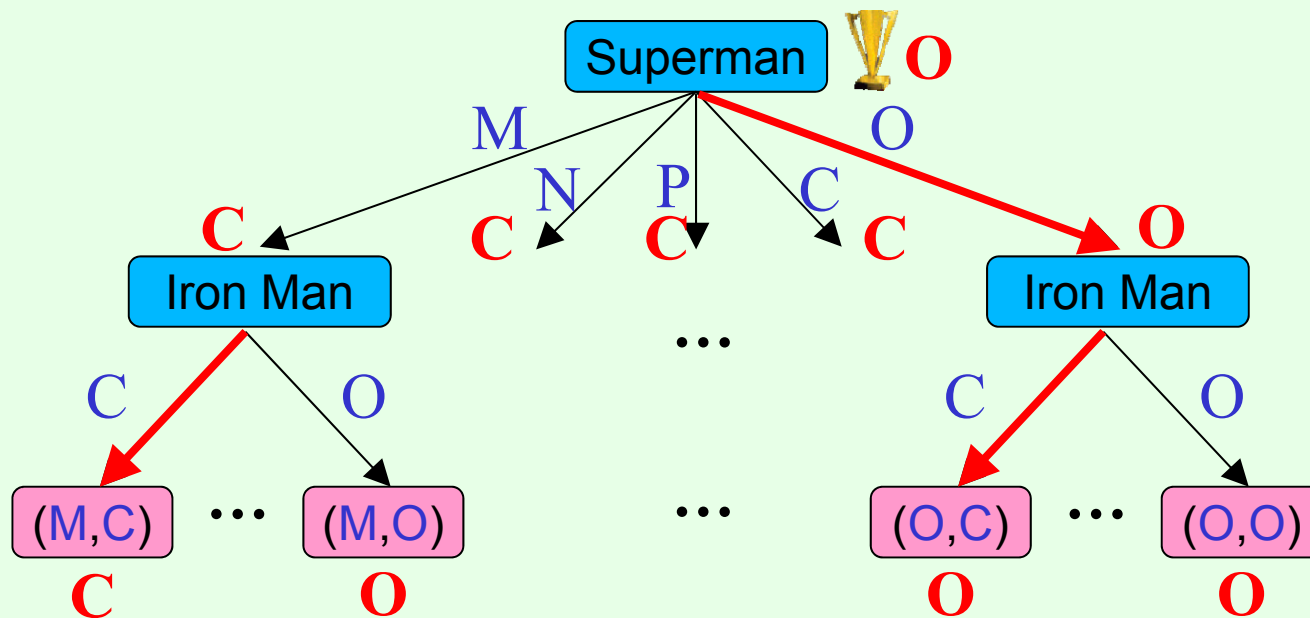 Superman O
M N P C O
C C C C O
Iron Man Iron Man
...
C O C O
(M,C) ... (M,O) ... (O,C) ... (O,O)
C O O O